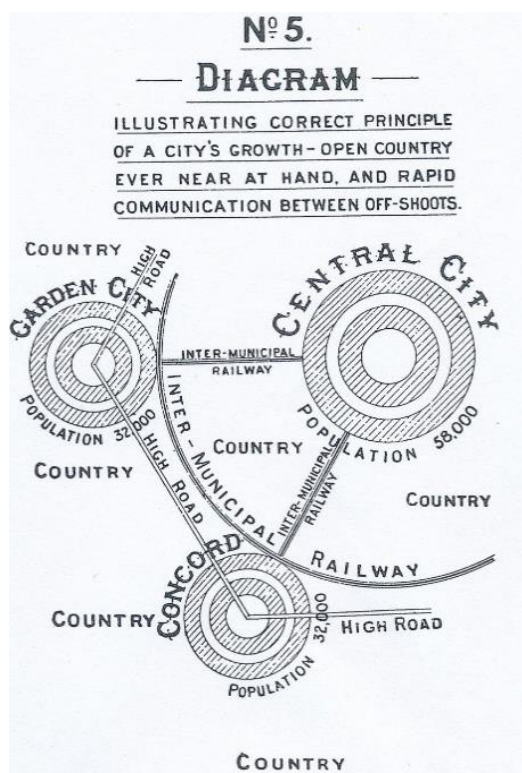 Nº 5.
— DIAGRAM —
ILLUSTRATING CORRECT PRINCIPLE
OF A CITY'S GROWTH – OPEN COUNTRY
EVER NEAR AT HAND, AND RAPID
COMMUNICATION BETWEEN OFF-SHOOTS.
COUNTRY
HIGH
ROAD
GARDEN CITY
POPULATION 32,000
CENTRAL CITY
POPULATION 58,000
INTER-MUNICIPAL
RAILWAY
COUNTRY
INTER-MUNICIPAL
RAILWAY
COUNTRY
HIGH ROAD
COUNTRY
INTER-MUNICIPAL RAILWAY
CONCORD
POPULATION 32,000
COUNTRY
HIGH ROAD
COUNTRY